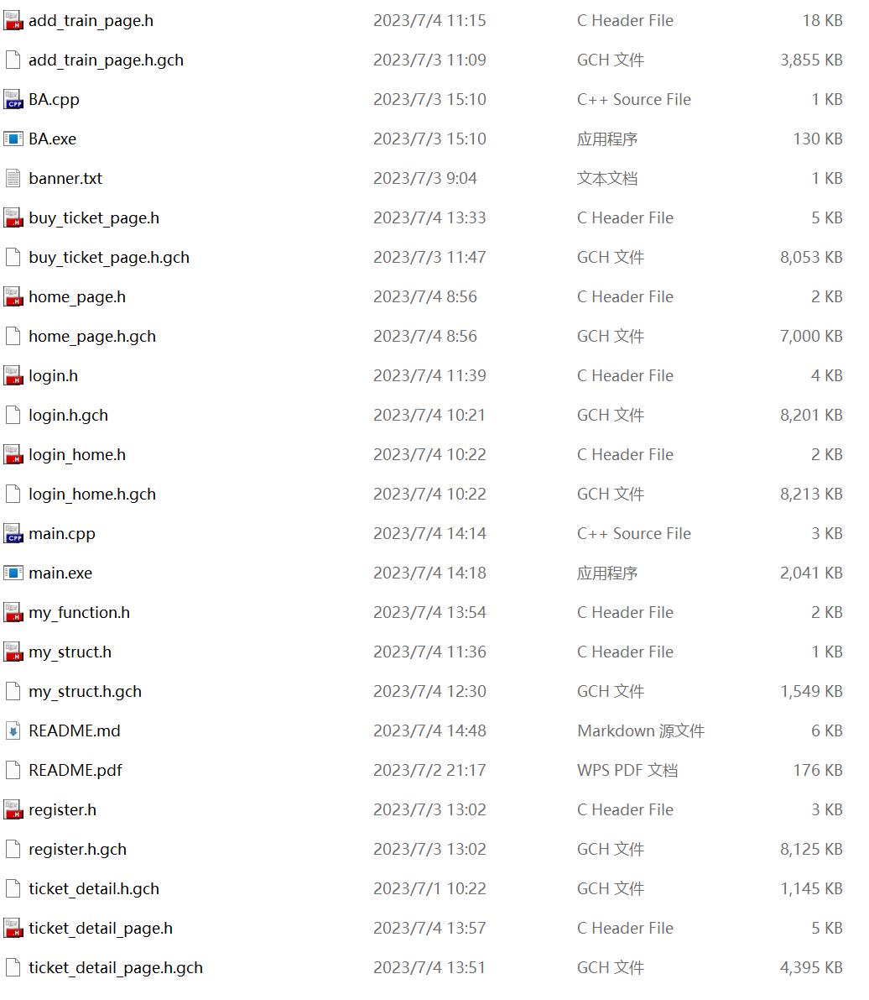 add_train_page.h 2023/7/4 11:15 C Header File 18 KB
add_train_page.h.gch 2023/7/3 11:09 GCH 文件 3,855 KB
BA.cpp 2023/7/3 15:10 C++ Source File 1 KB
BA.exe 2023/7/3 15:10 应用程序 130 KB
banner.txt 2023/7/3 9:04 文本文档 1 KB
buy_ticket_page.h 2023/7/4 13:33 C Header File 5 KB
buy_ticket_page.h.gch 2023/7/3 11:47 GCH 文件 8,053 KB
home_page.h 2023/7/4 8:56 C Header File 2 KB
home_page.h.gch 2023/7/4 8:56 GCH 文件 7,000 KB
login.h 2023/7/4 11:39 C Header File 4 KB
login.h.gch 2023/7/4 10:21 GCH 文件 8,201 KB
login_home.h 2023/7/4 10:22 C Header File 2 KB
login_home.h.gch 2023/7/4 10:22 GCH 文件 8,213 KB
main.cpp 2023/7/4 14:14 C++ Source File 3 KB
main.exe 2023/7/4 14:18 应用程序 2,041 KB
my_function.h 2023/7/4 13:54 C Header File 2 KB
my_struct.h 2023/7/4 11:36 C Header File 1 KB
my_struct.h.gch 2023/7/4 12:30 GCH 文件 1,549 KB
README.md 2023/7/4 14:48 Markdown 源文件 6 KB
README.pdf 2023/7/2 21:17 WPS PDF 文档 176 KB
register.h 2023/7/3 13:02 C Header File 3 KB
register.h.gch 2023/7/3 13:02 GCH 文件 8,125 KB
ticket_detail.h.gch 2023/7/1 10:22 GCH 文件 1,145 KB
ticket_detail_page.h 2023/7/4 13:57 C Header File 5 KB
ticket_detail_page.h.gch 2023/7/4 13:51 GCH 文件 4,395 KB